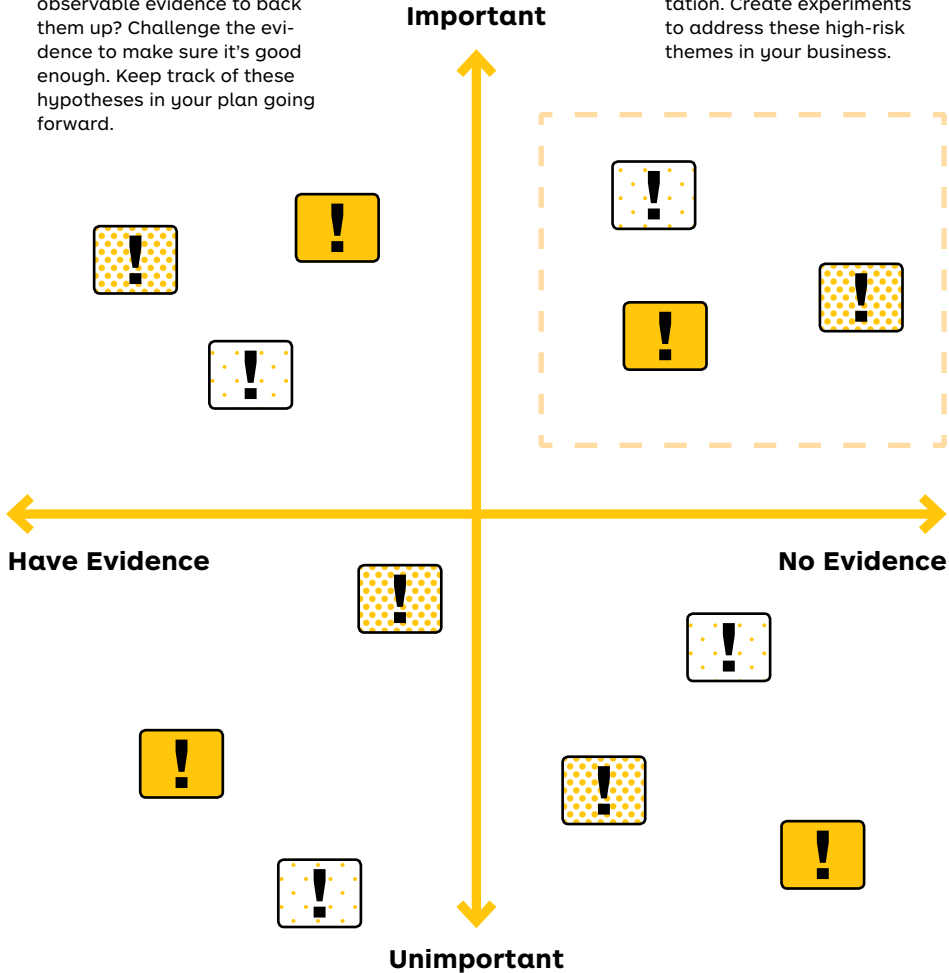 observable evidence to back
them up? Challenge the evi-
dence to make sure it's good
enough. Keep track of these
hypotheses in your plan going
forward.
Important
tation. Create experiments
to address these high-risk
themes in your business.
!
!
!
!
!
!
Have Evidence
No Evidence
!
!
!
!
!
!
Unimportant